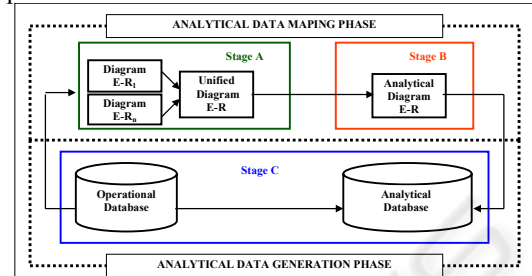 ANALYTICAL DATA MAPING PHASE
Stage A
Stage B
Diagram
E-R1
Diagram
E-Rn
Unified
Diagram
E-R
Analytical
Diagram
E-R
Stage C
Operational
Database
Analytical
Database
ANALYTICAL DATA GENERATION PHASE